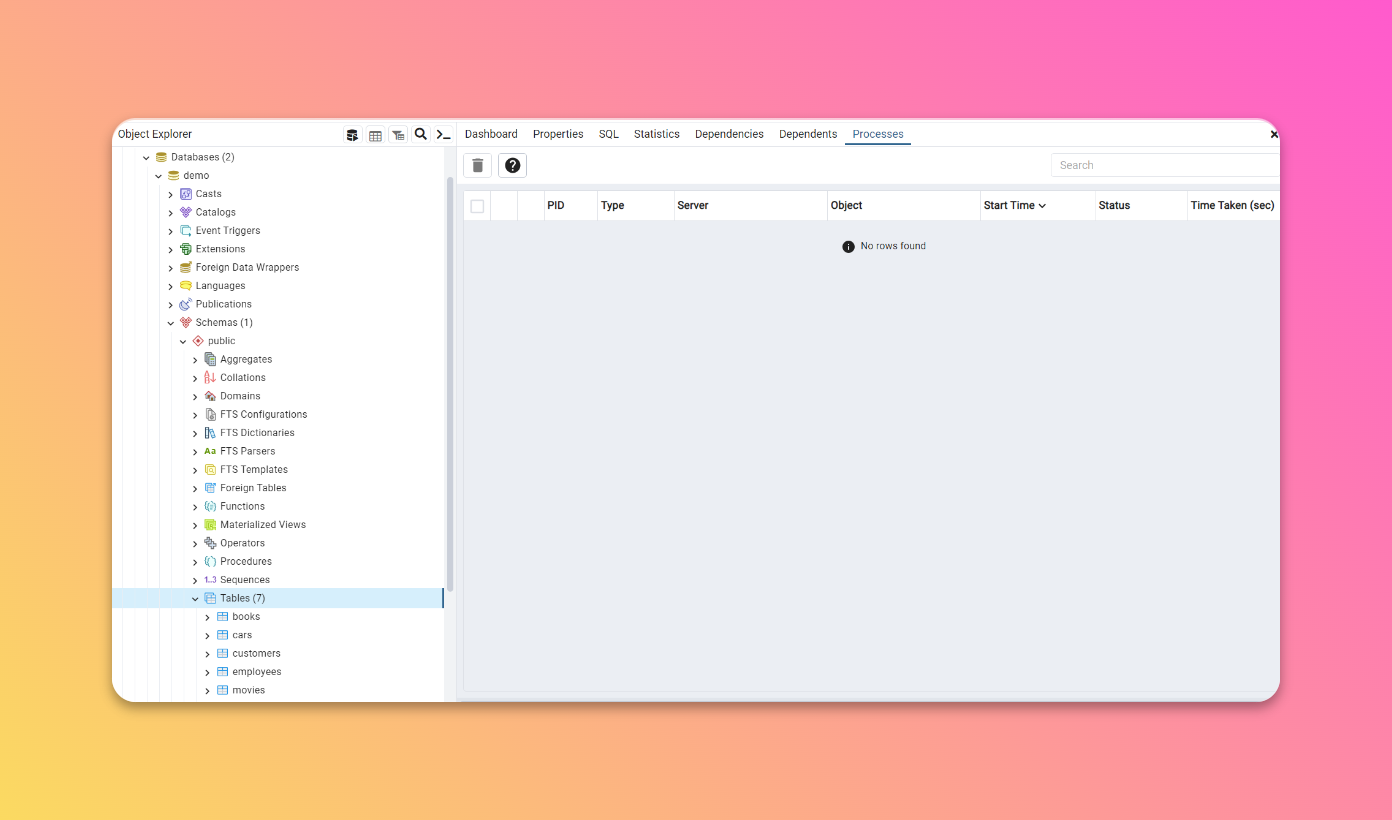 Object Explorer
Databases (2)
demo
Casts
Catalogs
Event Triggers
Extensions
Foreign Data Wrappers
Languages
Publications
Schemas (1)
public
Aggregates
Collations
Domains
FTS Configurations
FTS Dictionaries
Aa FTS Parsers
FTS Templates
Foreign Tables
Functions
Materialized Views
Operators
Procedures
1..3 Sequences
Tables (7)
books
cars
customers
employees
movies
Dashboard Properties SQL Statistics Dependencies Dependents Processes
Search
PID Type Server Object Start Time Status Time Taken (sec)
No rows found